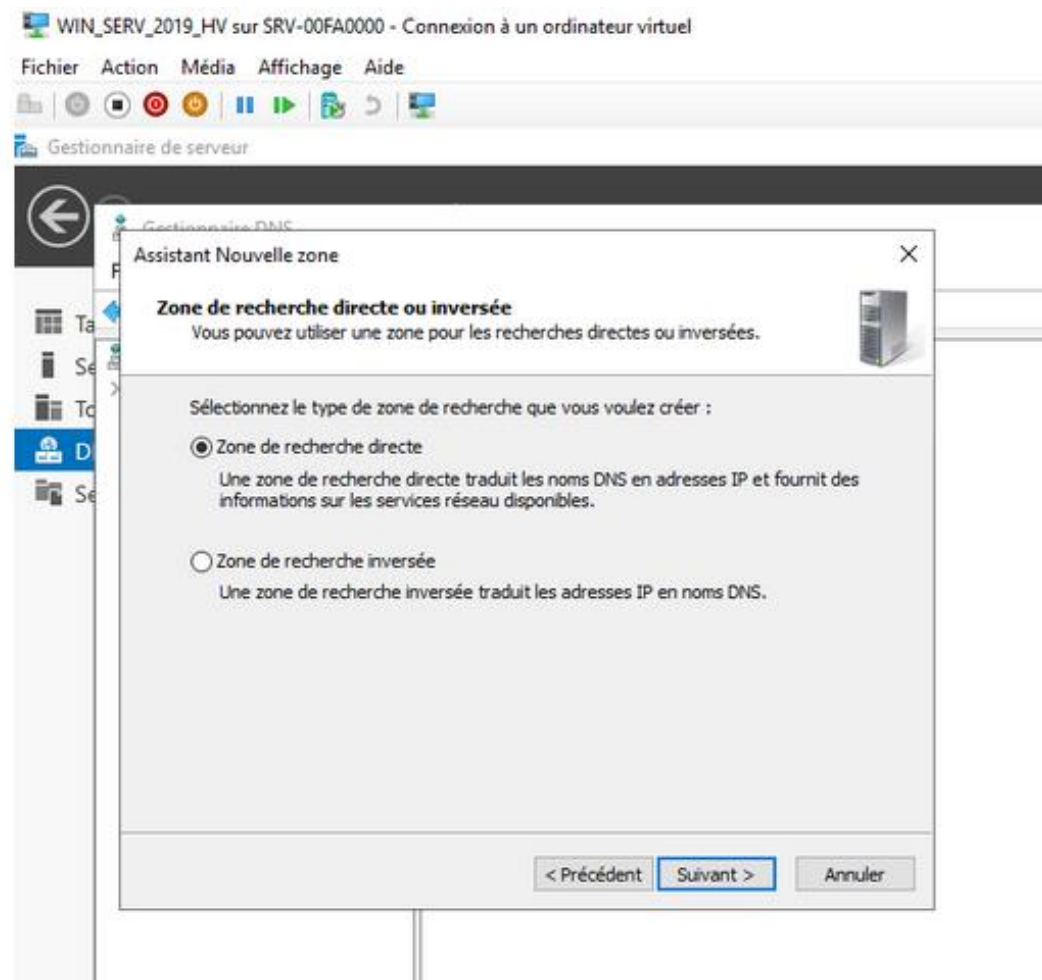 WIN_SERV_2019_HV sur SRV-00FA0000 - Connexion à un ordinateur virtuel
Fichier Action Média Affichage Aide
Gestionnaire de serveur
Gestionnaire DNS
Assistant Nouvelle zone
Zone de recherche directe ou inversée
Vous pouvez utiliser une zone pour les recherches directes ou inversées.
Sélectionnez le type de zone de recherche que vous voulez créer :
Zone de recherche directe
Une zone de recherche directe traduit les noms DNS en adresses IP et fournit des
informations sur les services réseau disponibles.
Zone de recherche inversée
Une zone de recherche inversée traduit les adresses IP en noms DNS.
< Précédent Suivant > Annuler